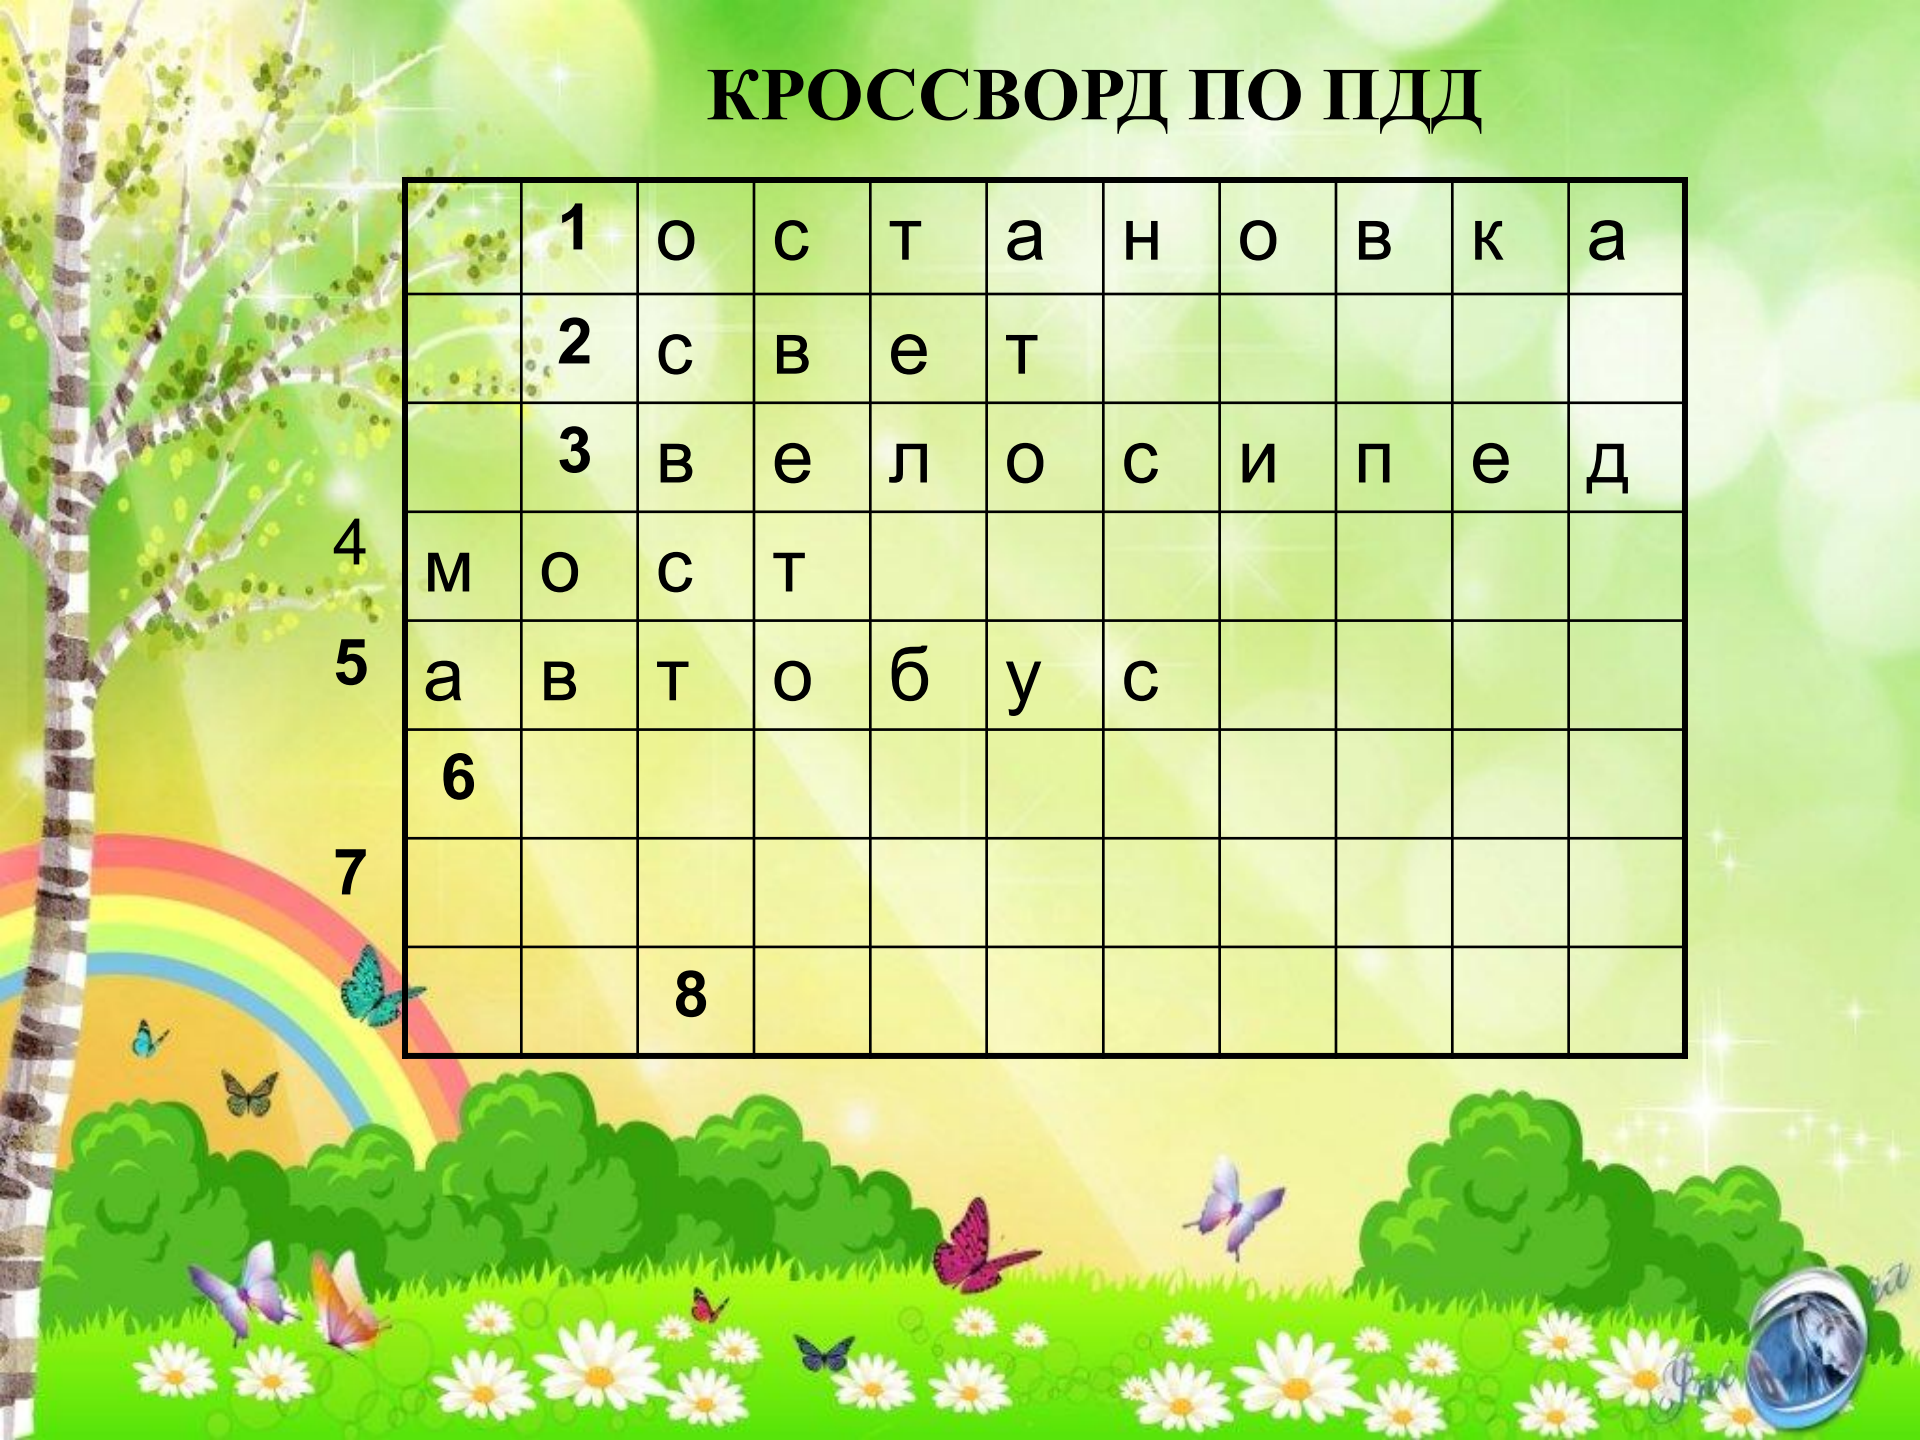 КРОССВОРД ПО ПДД
1 о с т а н о в к а
2 с в е т
3 в е л о с и п е д
4 м о с т
5 а в т о б у с
6
7
8